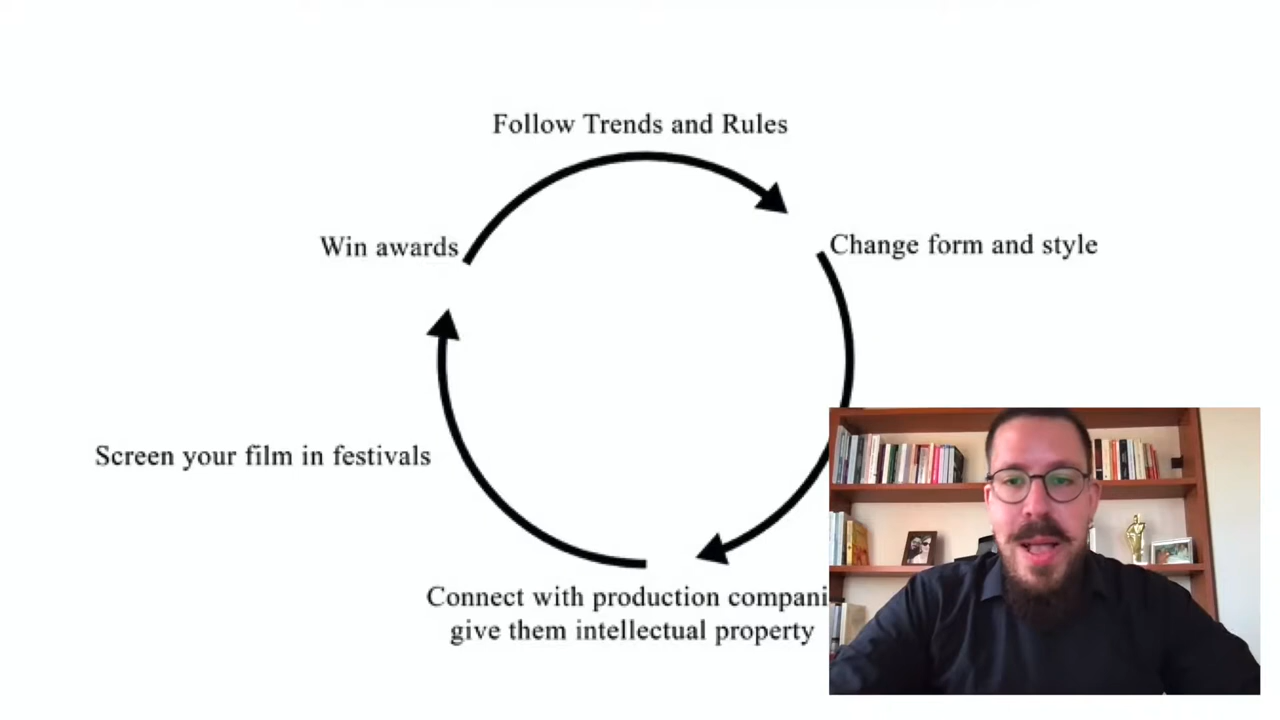 Follow Trends and Rules
Win awards
Change form and style
Screen your film in festivals
Connect with production
give them intellectual property